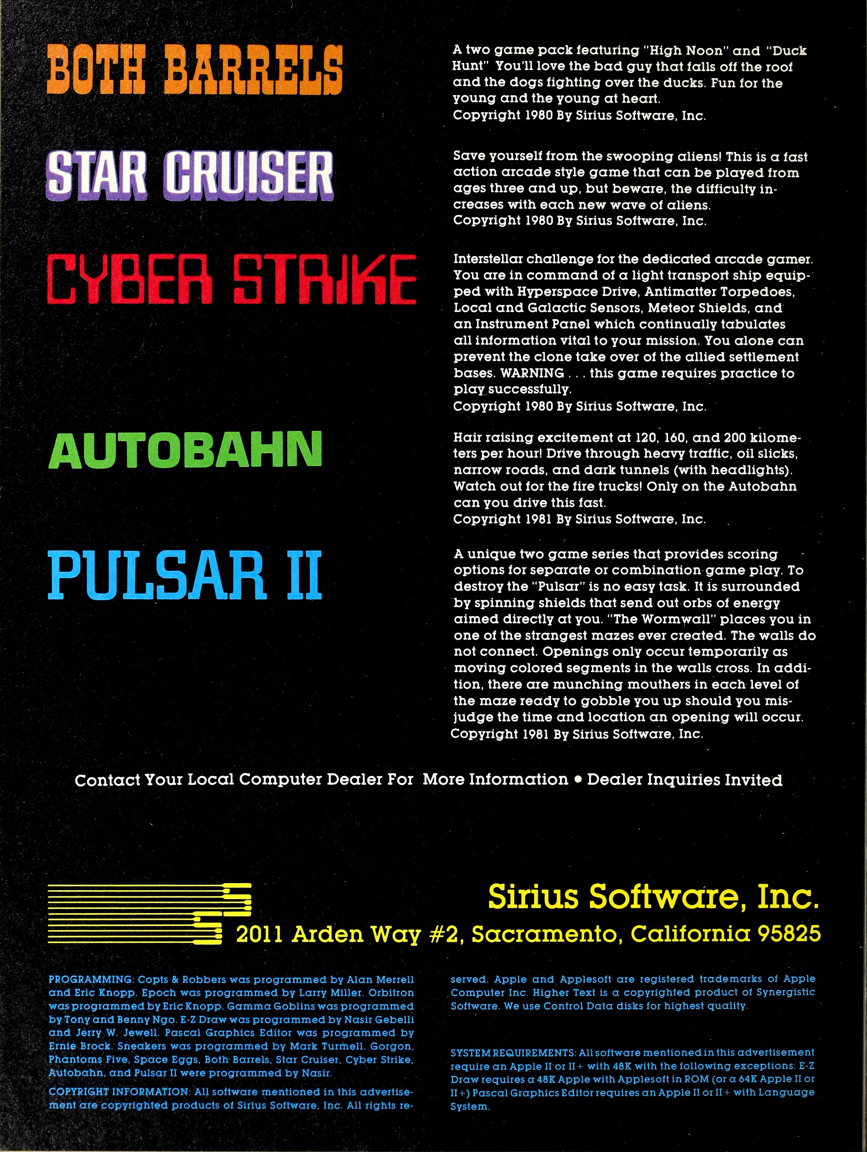 BOTH BARRELS
A two game pack featuring "High Noon" and "Duck
Hunt" You'll love the bad guy that falls off the roof
and the dogs fighting over the ducks. Fun for the
young and the young at heart.
Copyright 1980 By Sirius Software, Inc.
STAR CRUISER
Save yourself from the swooping aliens! This is a fast
action arcade style game that can be played from
ages three and up, but beware, the difficulty in-
creases with each new wave of aliens.
Copyright 1980 By Sirius Software, Inc.
CYBER STRIKE
Interstellar challenge for the dedicated arcade gamer.
You are in command of a light transport ship equip-
ped with Hyperspace Drive, Antimatter Torpedoes,
Local and Galactic Sensors, Meteor Shields, and
an Instrument Panel which continually tabulates
all information vital to your mission. You alone can
prevent the clone take over of the allied settlement
bases. WARNING . . . this game requires practice to
play successfully.
Copyright 1980 By Sirius Software, Inc.
AUTOBAHN
Hair raising excitement at 120, 160, and 200 kilome-
ters per hour! Drive through heavy traffic, oil slicks,
narrow roads, and dark tunnels (with headlights).
Watch out for the fire trucks! Only on the Autobahn
can you drive this fast.
Copyright 1981 By Sirius Software, Inc.
PULSAR II
A unique two game series that provides scoring
options for separate or combination game play. To
destroy the "Pulsar" is no easy task. It is surrounded
by spinning shields that send out orbs of energy
aimed directly at you. "The Wormwall" places you in
one of the strangest mazes ever created. The walls do
not connect. Openings only occur temporarily as
moving colored segments in the walls cross. In addi-
tion, there are munching mouthers in each level of
the maze ready to gobble you up should you mis-
judge the time and location an opening will occur.
Copyright 1981 By Sirius Software, Inc.
Contact Your Local Computer Dealer For More Information • Dealer Inquiries Invited
SS
Sirius Software, Inc.
2011 Arden Way #2, Sacramento, California 95825
PROGRAMMING: Copts & Robbers was programmed by Alan Merrell
and Eric Knopp. Epoch was programmed by Larry Miller. Orbitron
was programmed by Eric Knopp. Gamma Goblins was programmed
by Tony and Benny Ngo. E-Z Draw was programmed by Nasir Gebelli
and Jerry W. Jewell. Pascal Graphics Editor was programmed by
Ernie Brock. Sneakers was programmed by Mark Turmell. Gorgon,
Phantoms Five, Space Eggs, Both Barrels, Star Cruiser, Cyber Strike,
Autobahn, and Pulsar II were programmed by Nasir.
COPYRIGHT INFORMATION: All software mentioned in this advertise-
ment are copyrighted products of Sirius Software, Inc. All rights re-
served. Apple and Applesoft are registered trademarks of Apple
Computer Inc. Higher Text is a copyrighted product of Synergistic
Software. We use Control Data disks for highest quality.
SYSTEM REQUIREMENTS: All software mentioned in this advertisement
require an Apple II or II+ with 48K with the following exceptions: E-Z
Draw requires a 48K Apple with Applesoft in ROM (or a 64K Apple II or
II+) Pascal Graphics Editor requires an Apple II or II+ with Language
System.